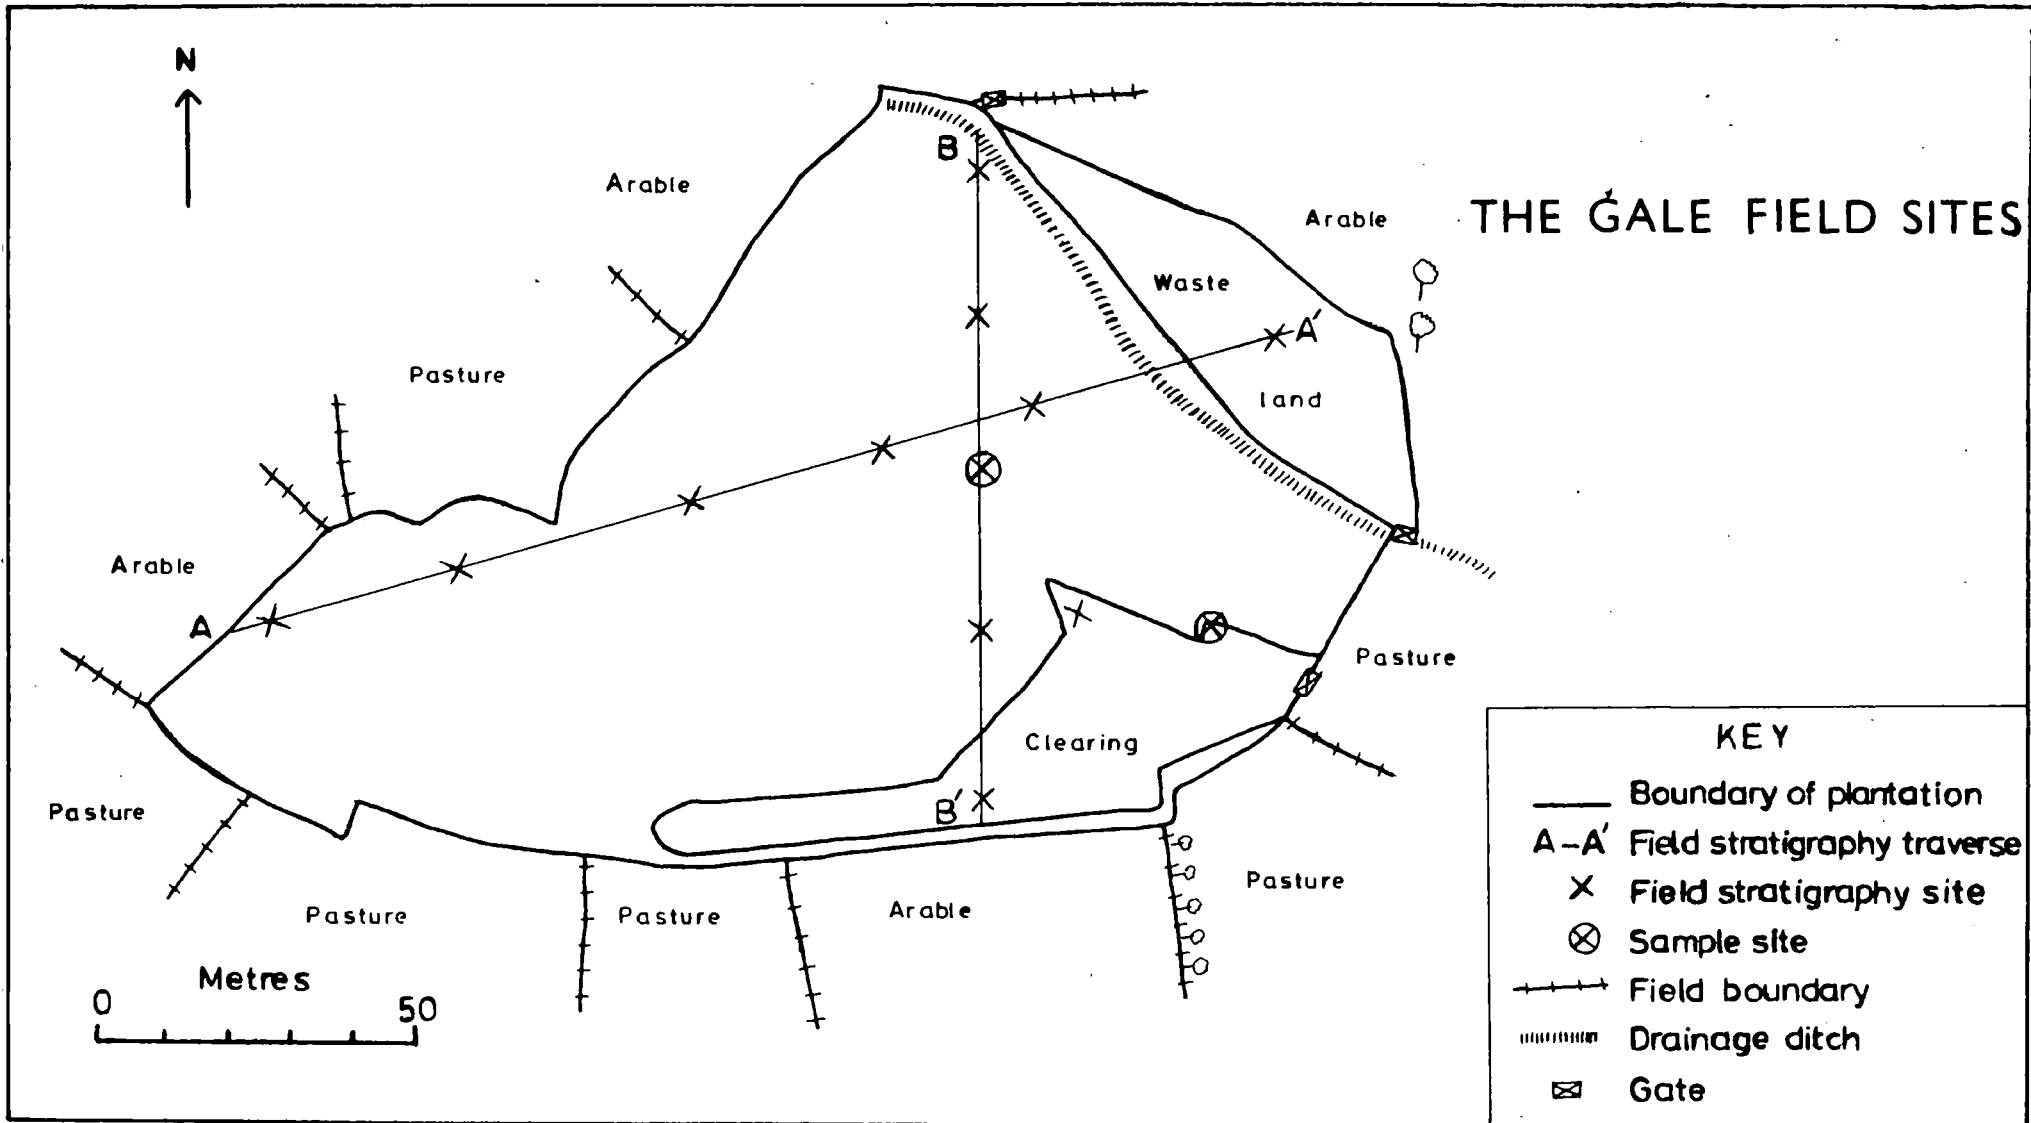 N
B
Arable
Arable
THE GALE FIELD SITES
Waste
A'
Pasture
land
Arable
A
Pasture
Clearing
B'
Pasture
Pasture
Pasture
Arable
Pasture
Metres
0 50
KEY
Boundary of plantation
A-A' Field stratigraphy traverse
Field stratigraphy site
Sample site
Field boundary
Drainage ditch
Gate